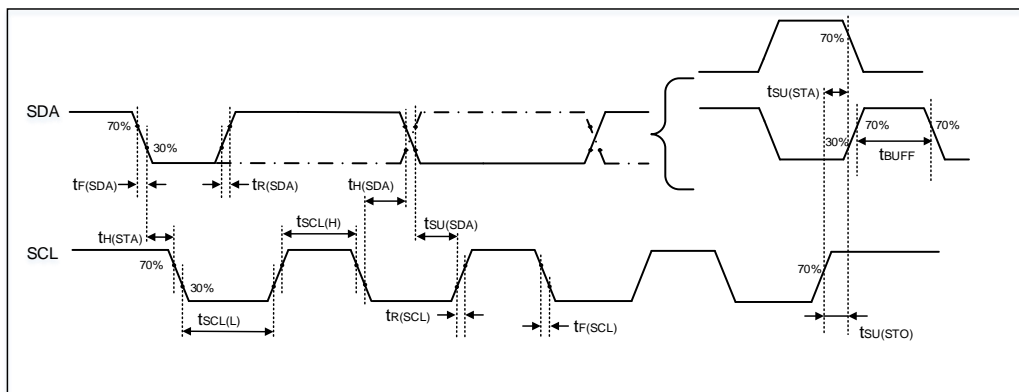 70%
tSU(STA)
SDA
70%
30%
30%
70%
70%
tBUFF
tF(SDA)
tR(SDA)
tH(SDA)
tSCL(H)
tSU(SDA)
tH(STA)
SCL
70%
30%
70%
tSCL(L)
tR(SCL)
tF(SCL)
tSU(STO)